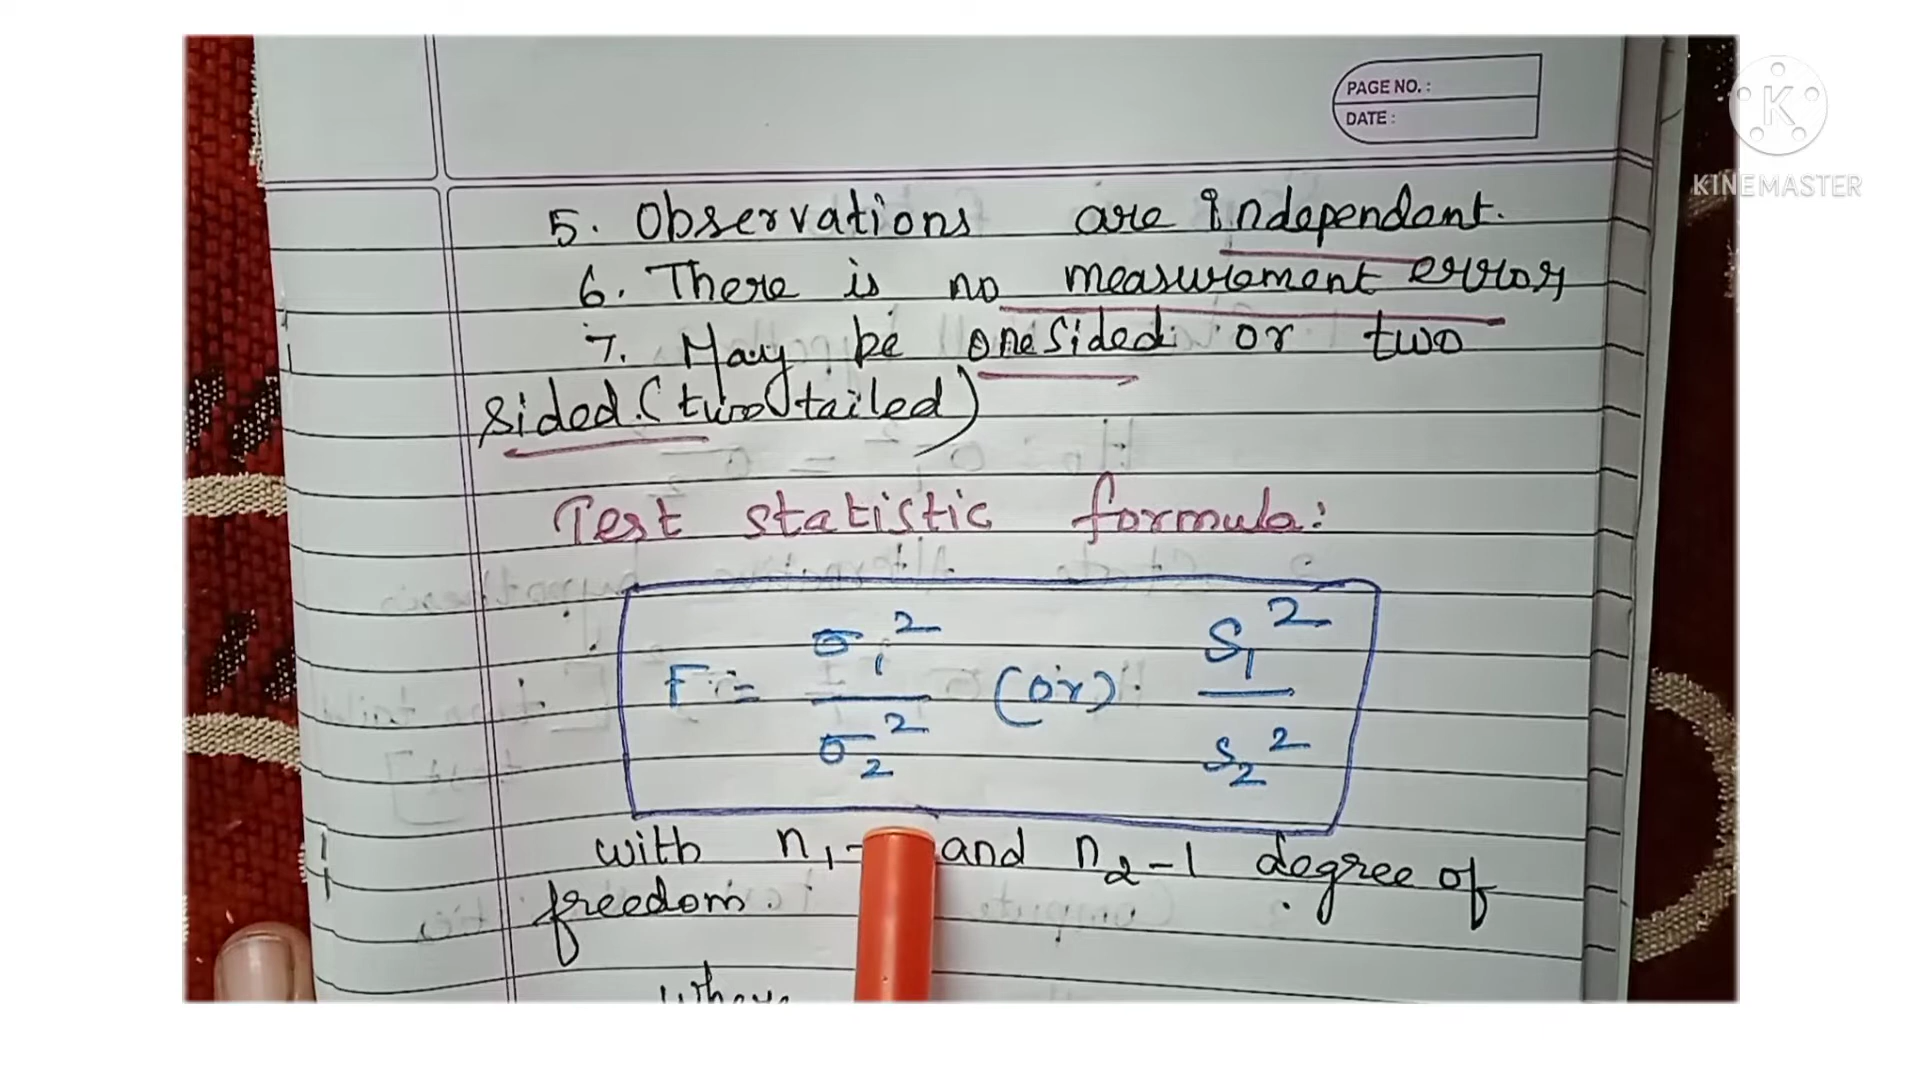 PAGE NO. :
DATE :
KINEMASTER
5. Observations are independent.
6. There is no measurement error
7. May be onesided or two
sided. (two tailed)
Test statistic formula:
F = σ₁² / σ₂² (or) S₁² / S₂²
with n₁- and n₂-1 degree of
freedom.